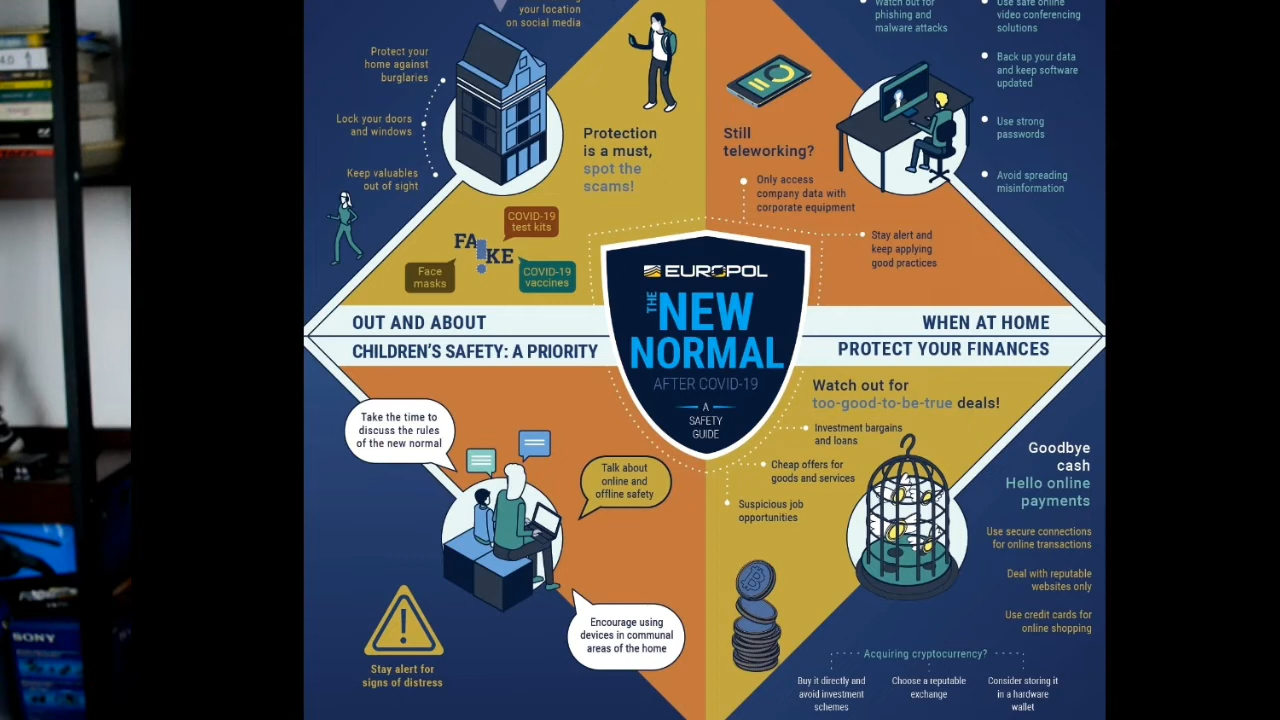 your location
on social media
Protect your
home against
burglaries
Lock your doors
and windows
Keep valuables
out of sight
Protection
is a must,
spot the
scams!
FA!KE
COVID-19
test kits
Face
masks
COVID-19
vaccines
Watch out for
phishing and
malware attacks
Use safe online
video conferencing
solutions
Back up your data
and keep software
updated
Use strong
passwords
Avoid spreading
misinformation
Still
teleworking?
Only access
company data with
corporate equipment
Stay alert and
keep applying
good practices
OUT AND ABOUT
WHEN AT HOME
EUROPOL
THE
NEW
NORMAL
AFTER COVID-19
A
SAFETY
GUIDE
CHILDREN'S SAFETY: A PRIORITY
PROTECT YOUR FINANCES
Take the time to
discuss the rules
of the new normal
Talk about
online and
offline safety
Encourage using
devices in communal
areas of the home
Stay alert for
signs of distress
Watch out for
too-good-to-be-true deals!
Investment bargains
and loans
Cheap offers for
goods and services
Suspicious job
opportunities
Goodbye
cash
Hello online
payments
Use secure connections
for online transactions
Deal with reputable
websites only
Use credit cards for
online shopping
Acquiring cryptocurrency?
Buy it directly and
avoid investment
schemes
Choose a reputable
exchange
Consider storing it
in a hardware
wallet
SONY
4.0